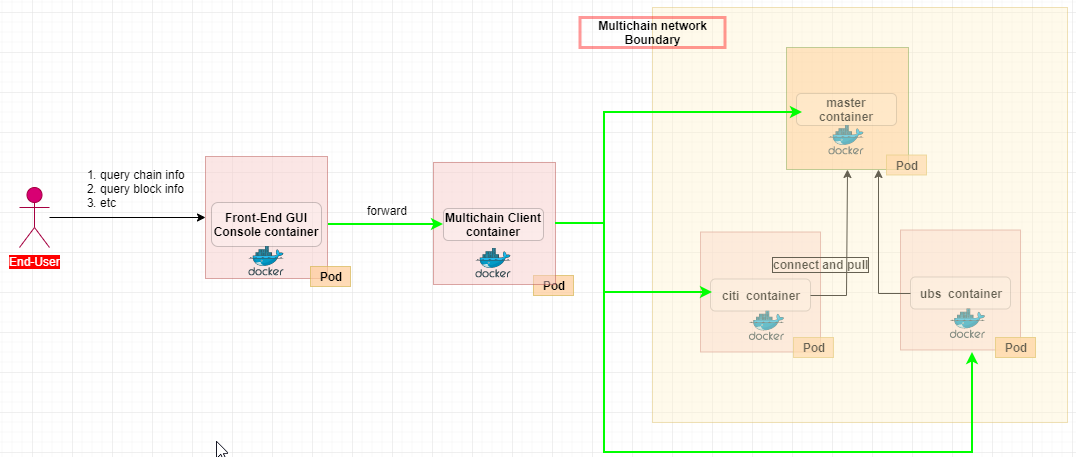 Multichain network
Boundary
master
container
docker
Pod
1. query chain info
2. query block info
3. etc
End-User
Front-End GUI
Console container
docker
Pod
forward
Multichain Client
container
docker
Pod
connect and pull
citi container
docker
Pod
ubs container
docker
Pod